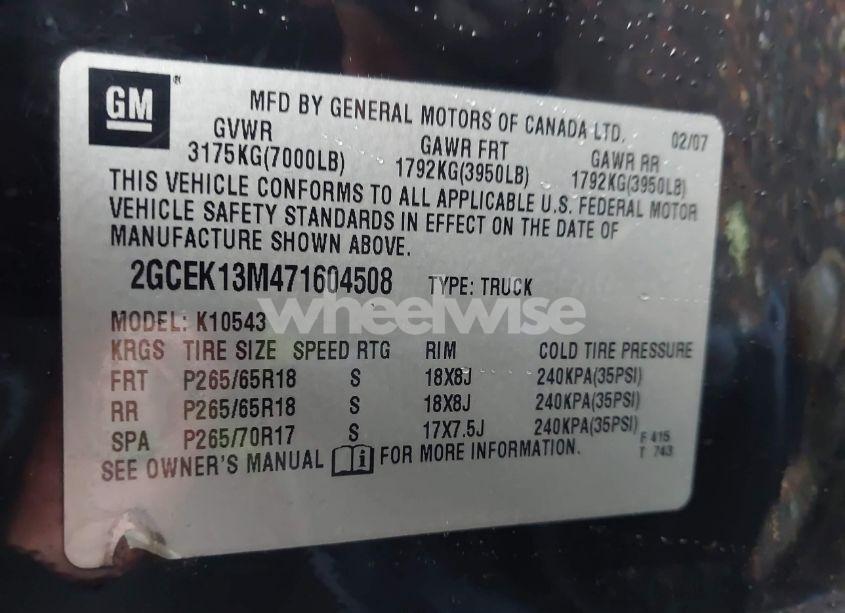 GM ®
MFD BY GENERAL MOTORS OF CANADA LTD. 02/07
GVWR GAWR FRT GAWR RR
3175KG(7000LB) 1792KG(3950LB) 1792KG(3950LB)
THIS VEHICLE CONFORMS TO ALL APPLICABLE U.S. FEDERAL MOTOR
VEHICLE SAFETY STANDARDS IN EFFECT ON THE DATE OF
MANUFACTURE SHOWN ABOVE.
2GCEK13M471604508 TYPE: TRUCK
wheelwise
MODEL: K10543
KRGS TIRE SIZE SPEED RTG RIM COLD TIRE PRESSURE
FRT P265/65R18 S 18X8J 240KPA(35PSI)
RR P265/65R18 S 18X8J 240KPA(35PSI)
SPA P265/70R17 S 17X7.5J 240KPA(35PSI)
F 415
T 743
SEE OWNER'S MANUAL i FOR MORE INFORMATION.